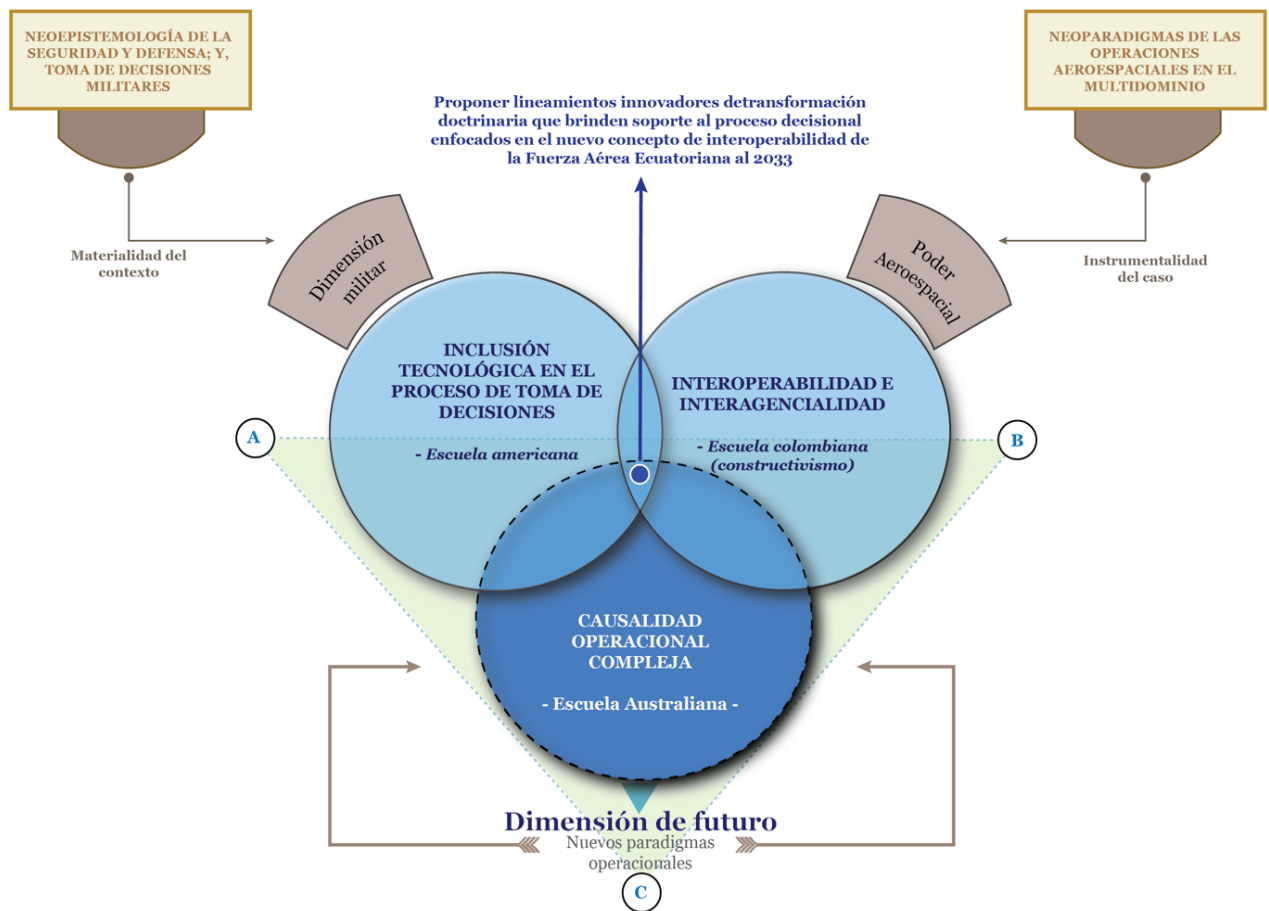 NEOEPISTEMOLOGÍA DE LA
SEGURIDAD Y DEFENSA; Y,
TOMA DE DECISIONES
MILITARES
NEOPARADIGMAS DE LAS
OPERACIONES
AEROESPACIALES EN EL
MULTIDOMINIO
Proponer lineamientos innovadores detransformación
doctrinaria que brinden soporte al proceso decisional
enfocados en el nuevo concepto de interoperabilidad de
la Fuerza Aérea Ecuatoriana al 2033
Materialidad del
contexto
Dimensión
militar
Poder
Aeroespacial
Instrumentalidad
del caso
INCLUSIÓN
TECNOLÓGICA EN EL
PROCESO DE TOMA DE
DECISIONES
- Escuela americana
INTEROPERABILIDAD E
INTERAGENCIALIDAD
- Escuela colombiana
(constructivismo)
A
B
CAUSALIDAD
OPERACIONAL
COMPLEJA
- Escuela Australiana -
Dimensión de futuro
Nuevos paradigmas
operacionales
C